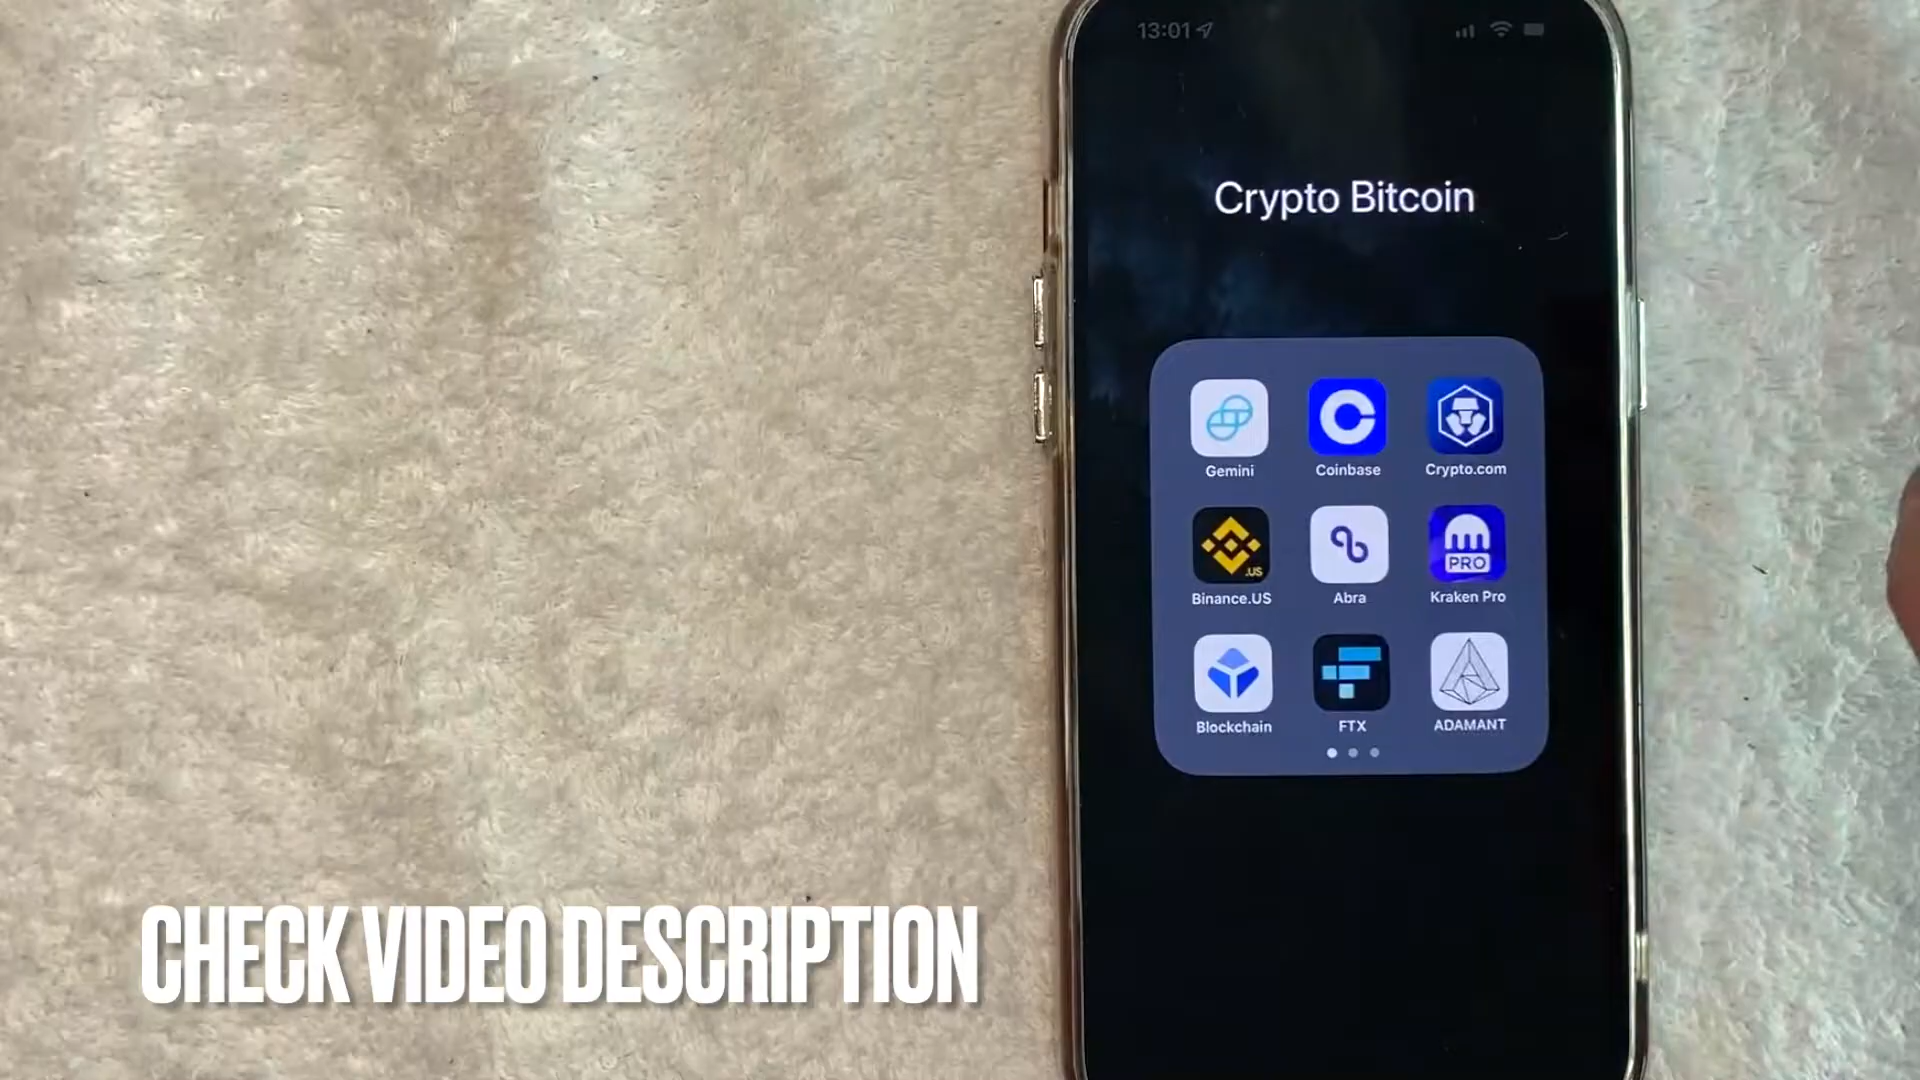 13:01
Crypto Bitcoin
Gemini Coinbase Crypto.com
.US PRO
Binance.US Abra Kraken Pro
Blockchain FTX ADAMANT
CHECK VIDEO DESCRIPTION